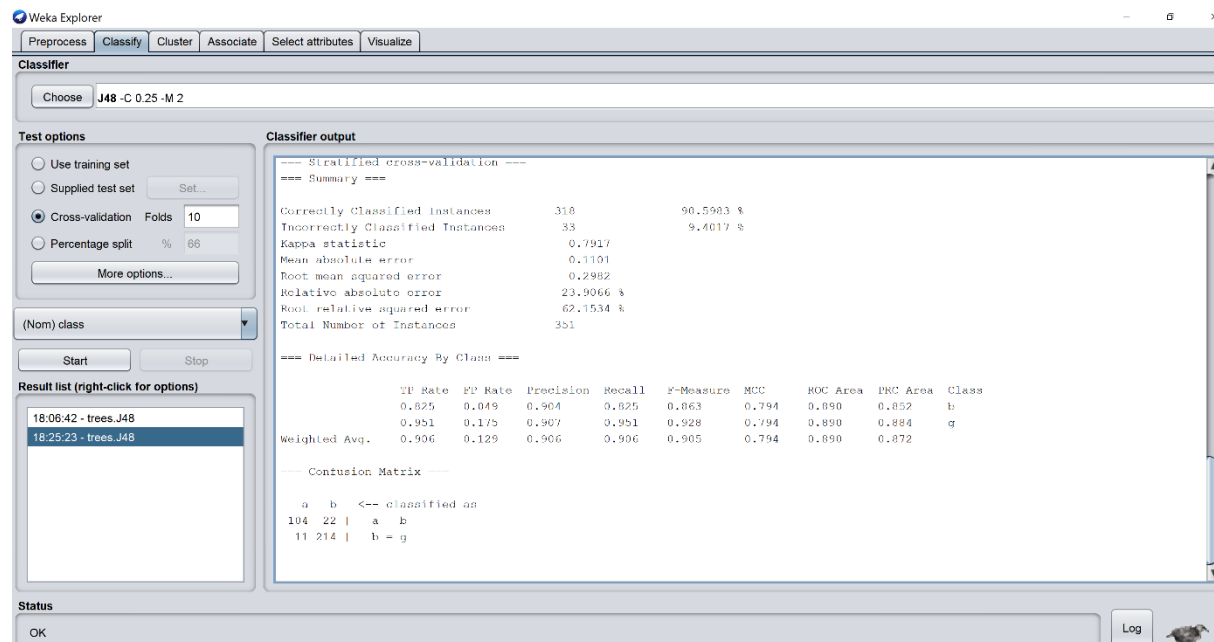 Weka Explorer
Preprocess Classify Cluster Associate Select attributes Visualize
Classifier
Choose J48 -C 0.25 -M 2
Test options
Use training set
Supplied test set Set...
Cross-validation Folds 10
Percentage split % 66
More options...
(Nom) class
Start Stop
Result list (right-click for options)
18:06:42 - trees.J48
18:25:23 - trees.J48
Classifier output
=== Stratified cross-validation ===
=== Summary ===
Correctly Classified Instances 318 90.5983 %
Incorrectly Classified Instances 33 9.4017 %
Kappa statistic 0.7917
Mean absolute error 0.1101
Root mean squared error 0.2982
Relative absolute error 23.9066 %
Root relative squared error 62.1534 %
Total Number of Instances 351
=== Detailed Accuracy By Class ===
TP Rate FP Rate Precision Recall F-Measure MCC ROC Area PRC Area Class
0.825 0.049 0.904 0.825 0.863 0.794 0.890 0.852 b
0.951 0.175 0.907 0.951 0.928 0.794 0.890 0.884 g
Weighted Avg. 0.906 0.129 0.906 0.906 0.905 0.794 0.890 0.872
=== Confusion Matrix ===
a b <-- classified as
104 22 | a b
11 214 | b = g
Status
OK
Log